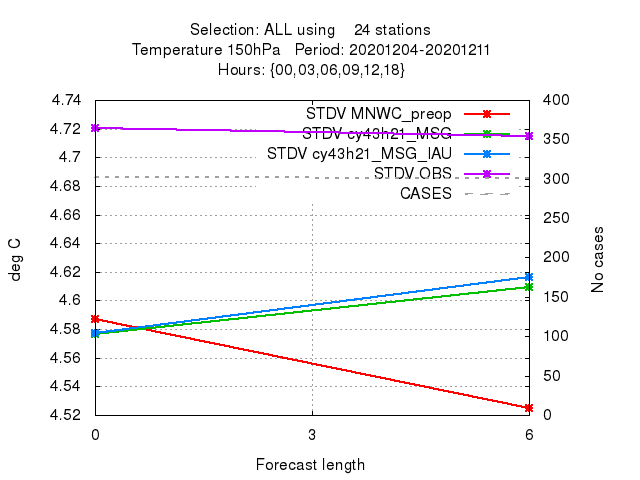 Selection: ALL using    24 stations
Temperature 150hPa   Period: 20201204-20201211
Hours: {00,03,06,09,12,18}
4.74
4.72
4.7
4.68
4.66
4.64
4.62
4.6
4.58
4.56
4.54
4.52
deg C
STDV MNWC_preop
STDV cy43h21_MSG
STDV cy43h21_MSG_IAU
STDV OBS
CASES
400
350
300
250
200
150
100
50
0
No cases
0 3 6
Forecast length